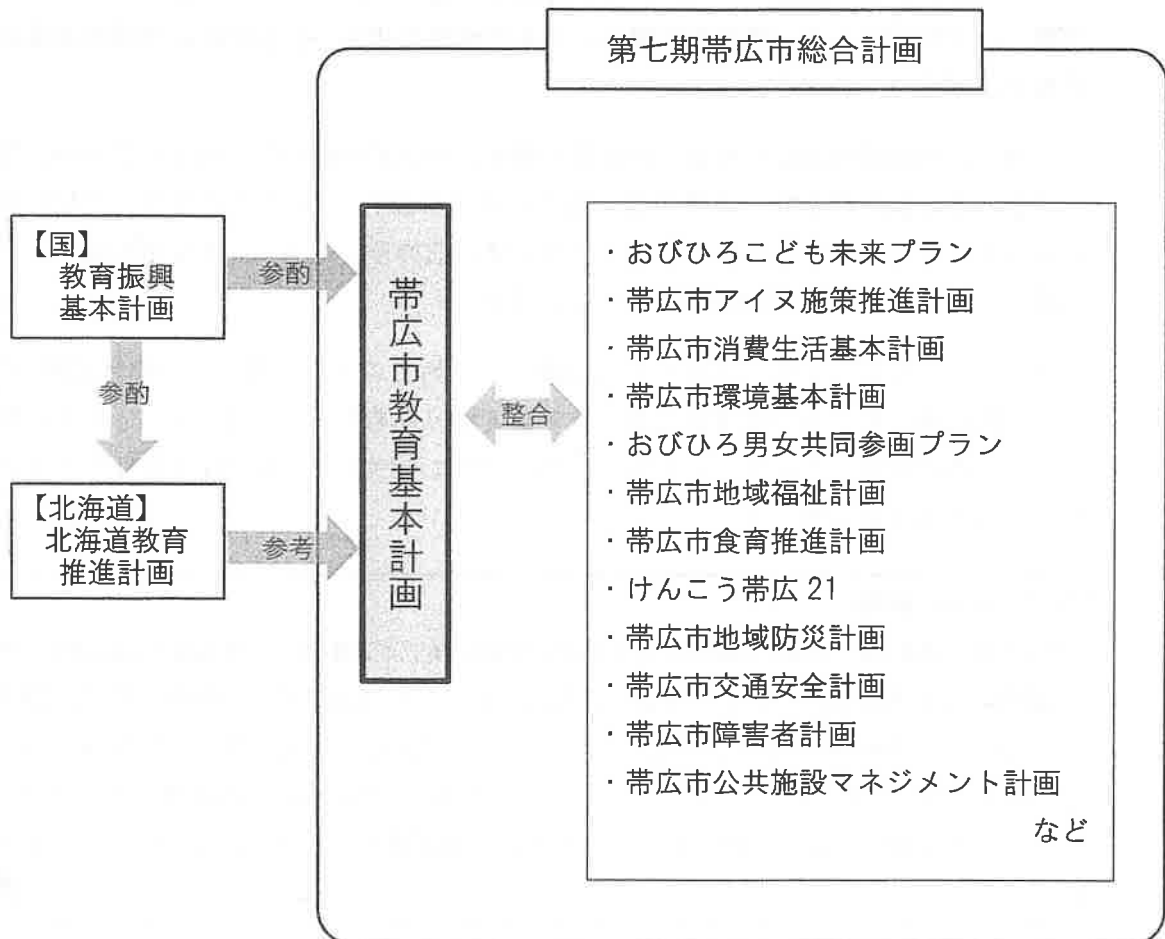 第七期帯広市総合計画
【国】
教育振興
基本計画
参酌
参酌
【北海道】
北海道教育
推進計画
参考
帯広市教育基本計画
整合
・おびひろこども未来プラン
・帯広市アイヌ施策推進計画
・帯広市消費生活基本計画
・帯広市環境基本計画
・おびひろ男女共同参画プラン
・帯広市地域福祉計画
・帯広市食育推進計画
・けんこう帯広 21
・帯広市地域防災計画
・帯広市交通安全計画
・帯広市障害者計画
・帯広市公共施設マネジメント計画
など